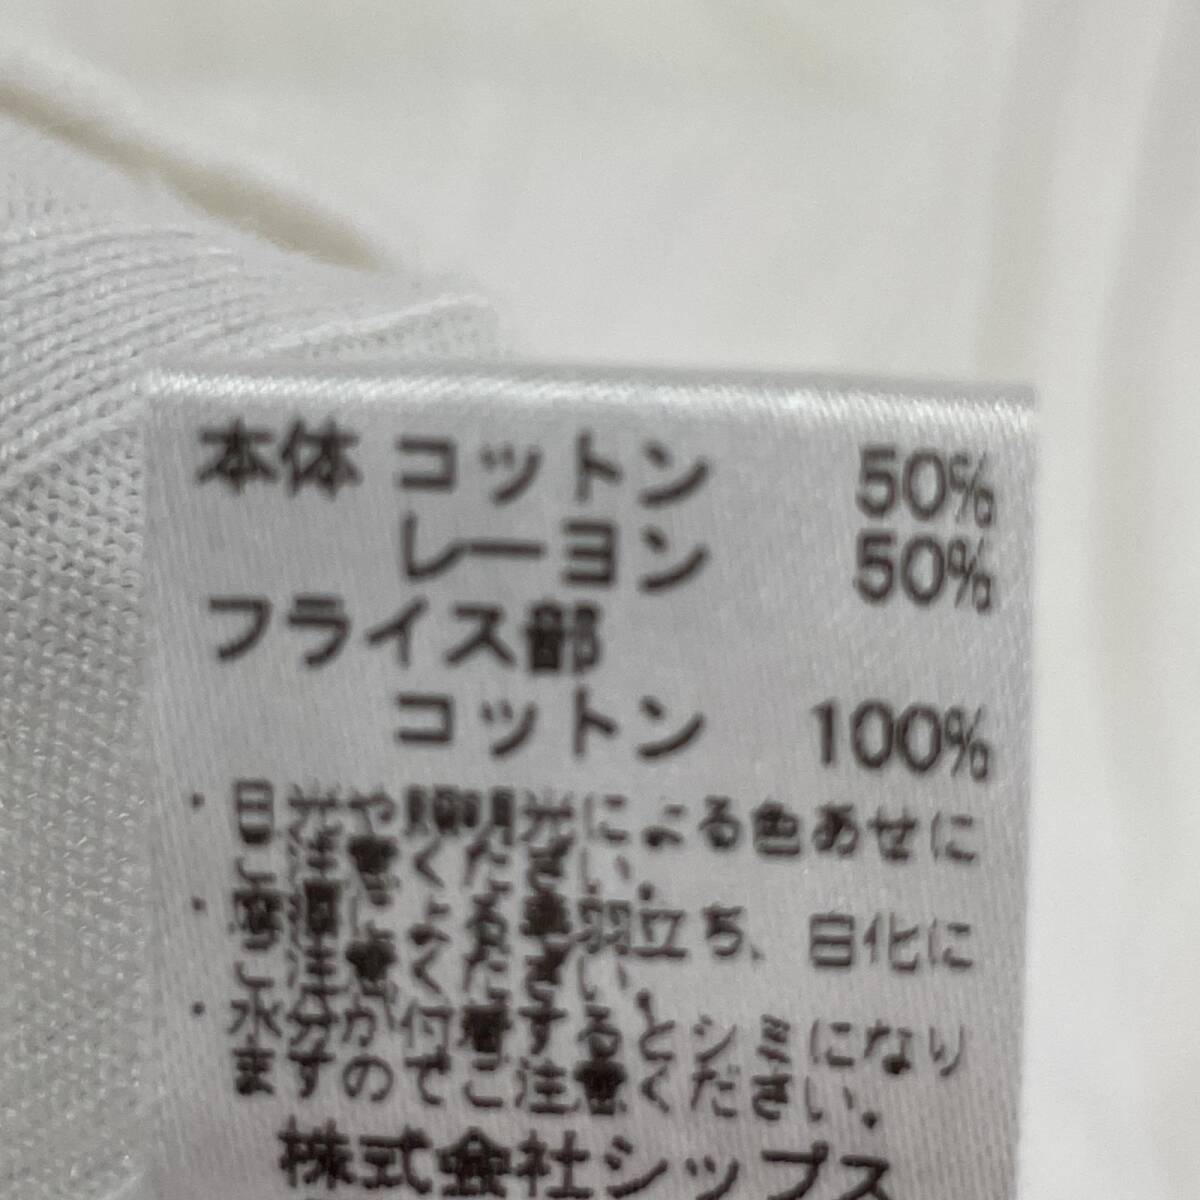 本体 コットン 50%
レーヨン 50%
フライス部
コットン 100%
・日光や照明光による色あせに
ご注意ください.
・摩擦による毛羽立ち、白化に
ご注意ください.
・水分が付着するとシミになり
ますのでご注意ください.
株式会社シップス